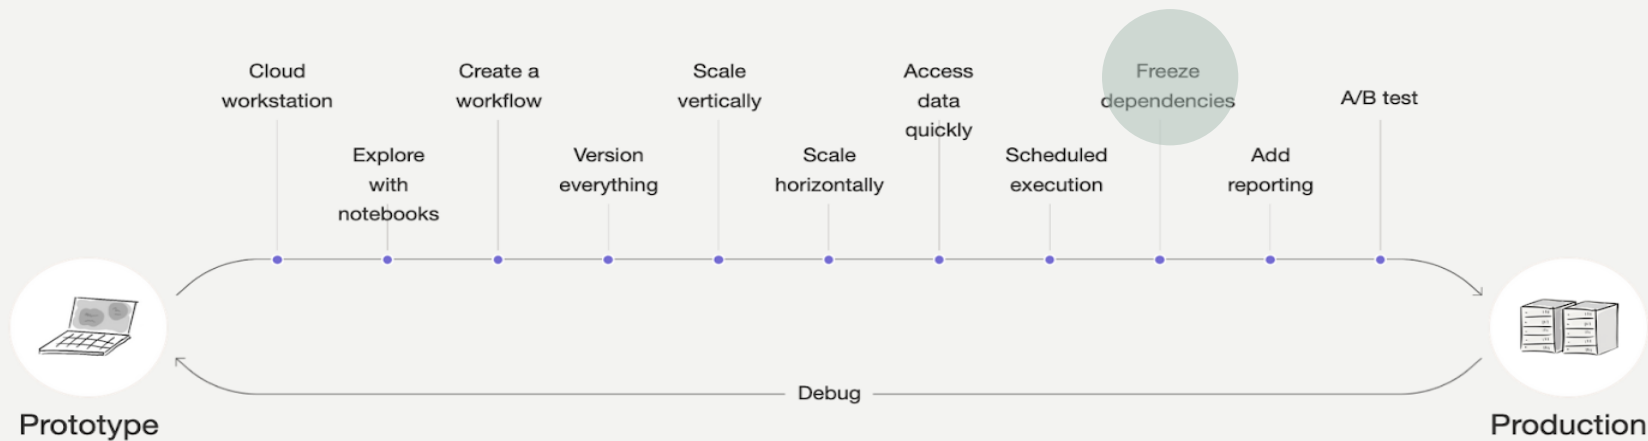 Cloud
workstation
Explore
with
notebooks
Create a
workflow
Version
everything
Scale
vertically
Scale
horizontally
Access
data
quickly
Scheduled
execution
Freeze
dependencies
Add
reporting
A/B test
Debug
Prototype
Production